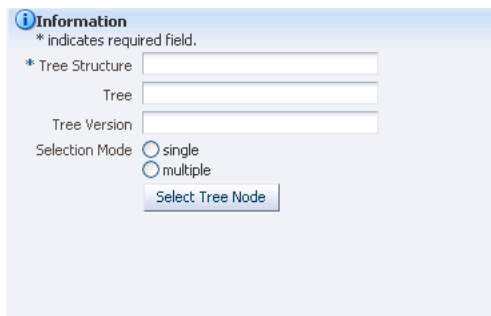 Information
* indicates required field.
* Tree Structure
Tree
Tree Version
Selection Mode single
multiple
Select Tree Node